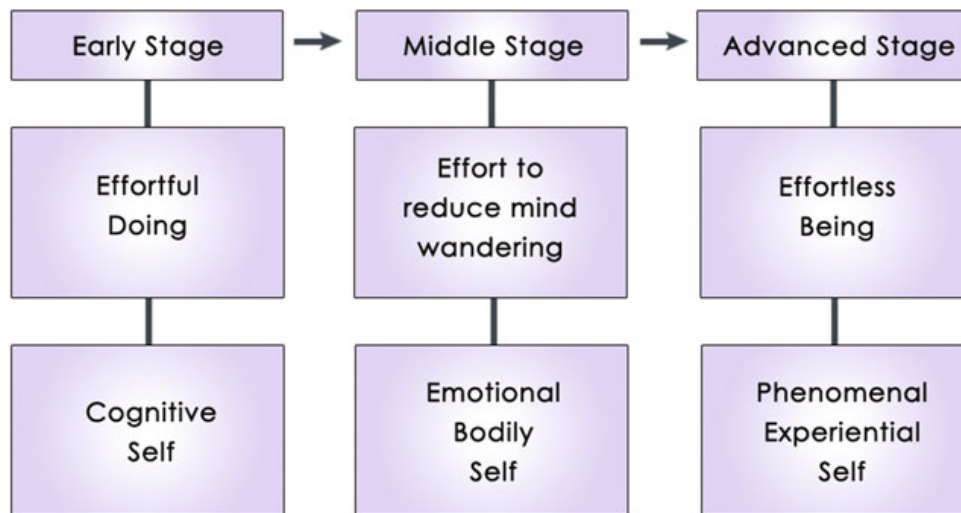 Early Stage
Middle Stage
Advanced Stage
Effortful
Doing
Effort to
reduce mind
wandering
Effortless
Being
Cognitive
Self
Emotional
Bodily
Self
Phenomenal
Experiential
Self